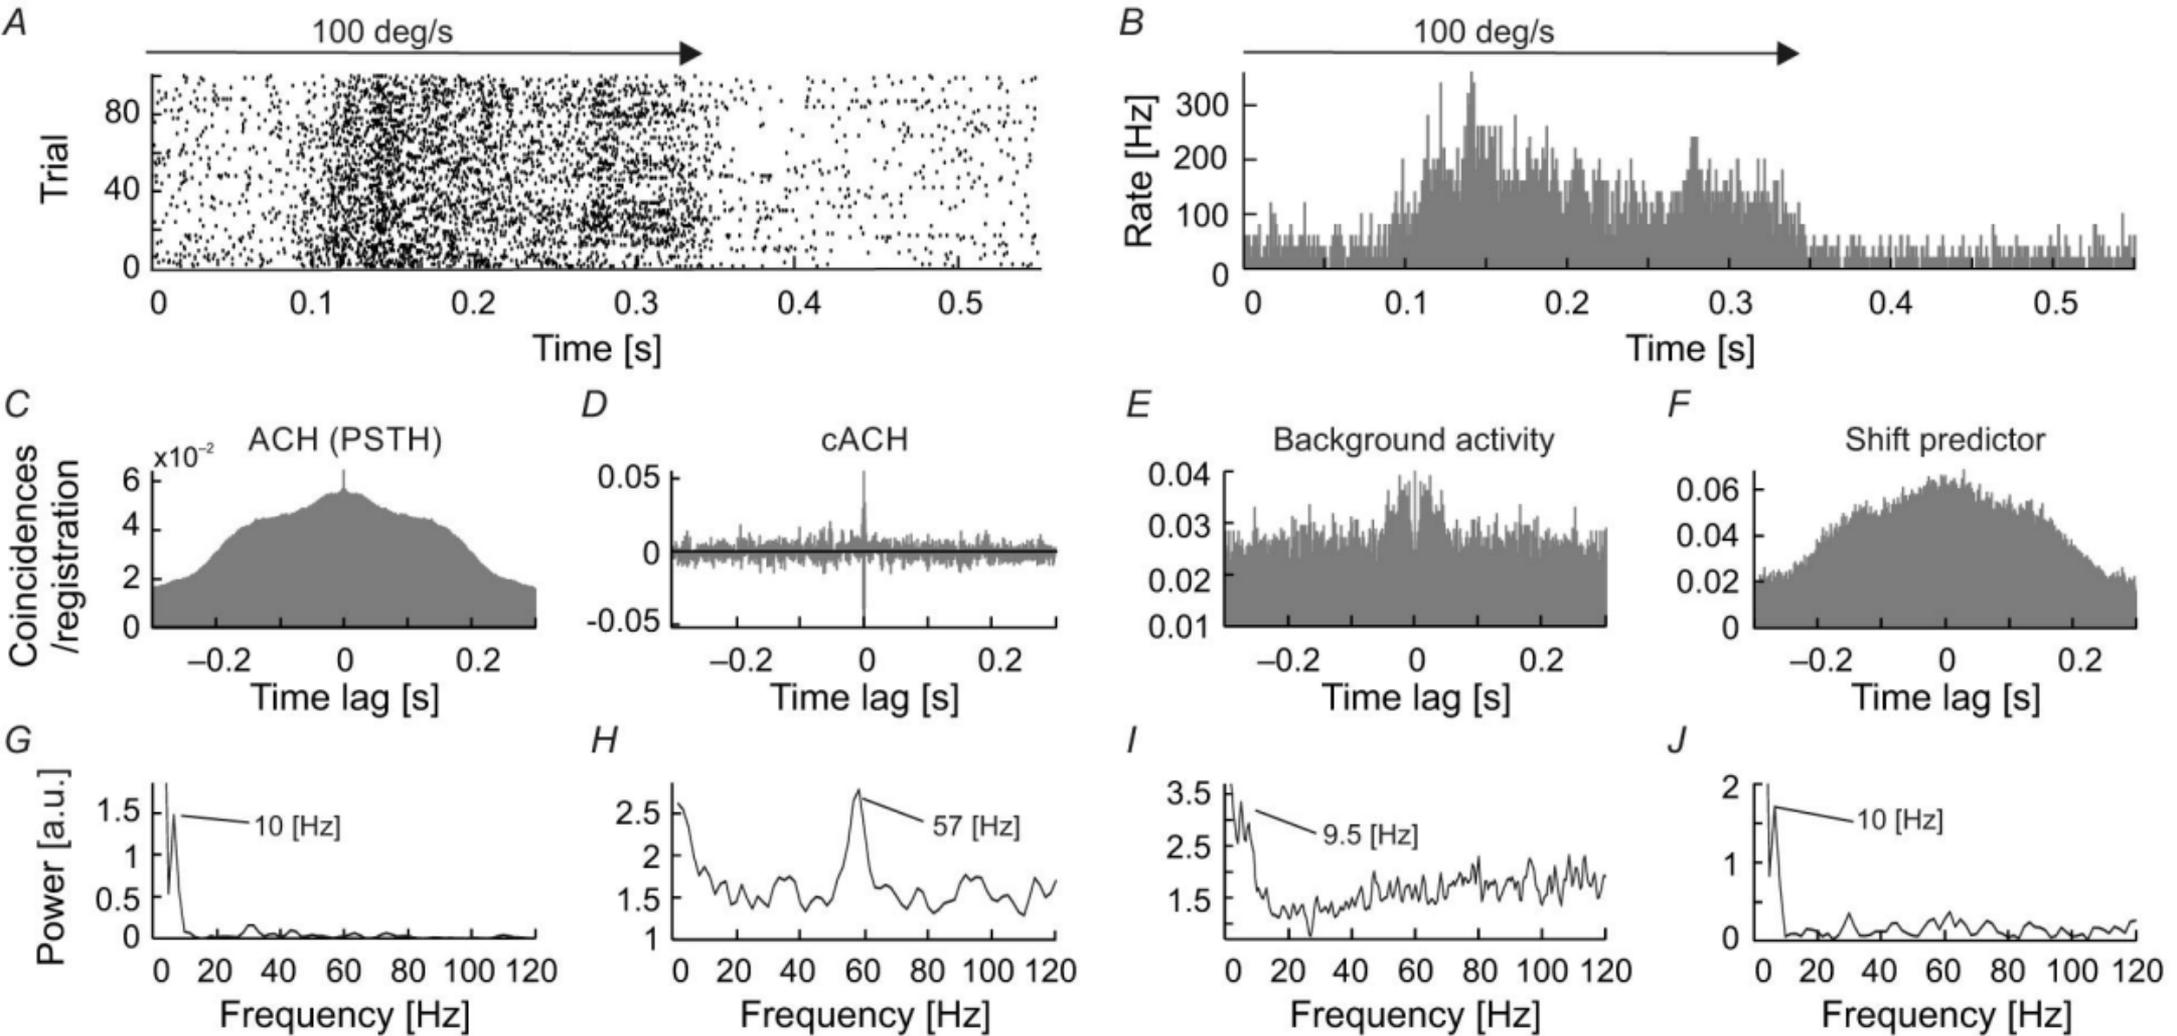 A
100 deg/s
Trial
80
40
0
0 0.1 0.2 0.3 0.4 0.5
Time [s]
B
100 deg/s
Rate [Hz]
300
200
100
0
0 0.1 0.2 0.3 0.4 0.5
Time [s]
C
Coincidences
/registration
ACH (PSTH)
x10⁻²
6
4
2
0
–0.2 0 0.2
Time lag [s]
D
cACH
0.05
0
-0.05
–0.2 0 0.2
Time lag [s]
E
Background activity
0.04
0.03
0.02
0.01
–0.2 0 0.2
Time lag [s]
F
Shift predictor
0.06
0.04
0.02
0
–0.2 0 0.2
Time lag [s]
G
Power [a.u.]
1.5
1
0.5
0
10 [Hz]
0 20 40 60 80 100 120
Frequency [Hz]
H
2.5
2
1.5
1
57 [Hz]
0 20 40 60 80 100 120
Frequency [Hz]
I
3.5
2.5
1.5
9.5 [Hz]
0 20 40 60 80 100 120
Frequency [Hz]
J
2
1
0
10 [Hz]
0 20 40 60 80 100 120
Frequency [Hz]